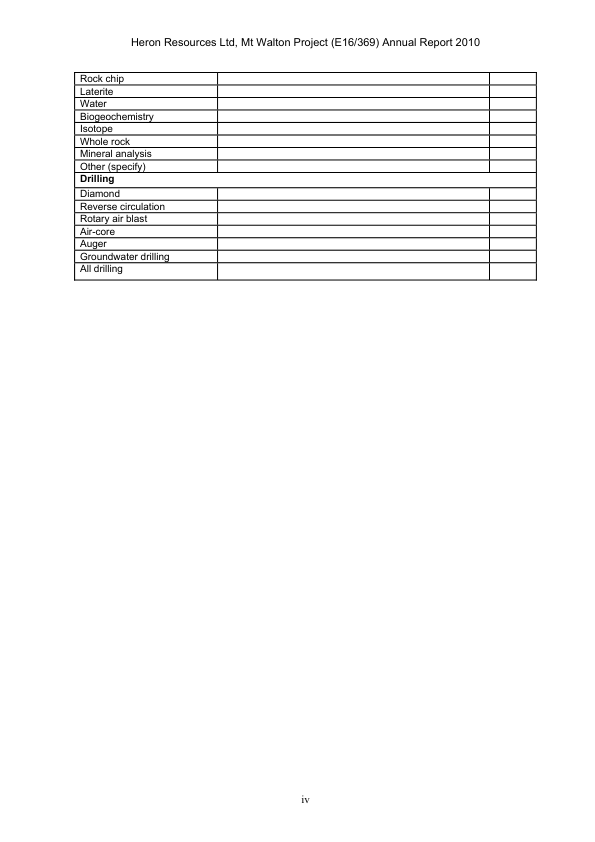 Heron Resources Ltd, Mt Walton Project (E16/369) Annual Report 2010
Rock chip
Laterite
Water
Biogeochemistry
Isotope
Whole rock
Mineral analysis
Other (specify)
Drilling
Diamond
Reverse circulation
Rotary air blast
Air-core
Auger
Groundwater drilling
All drilling
iv